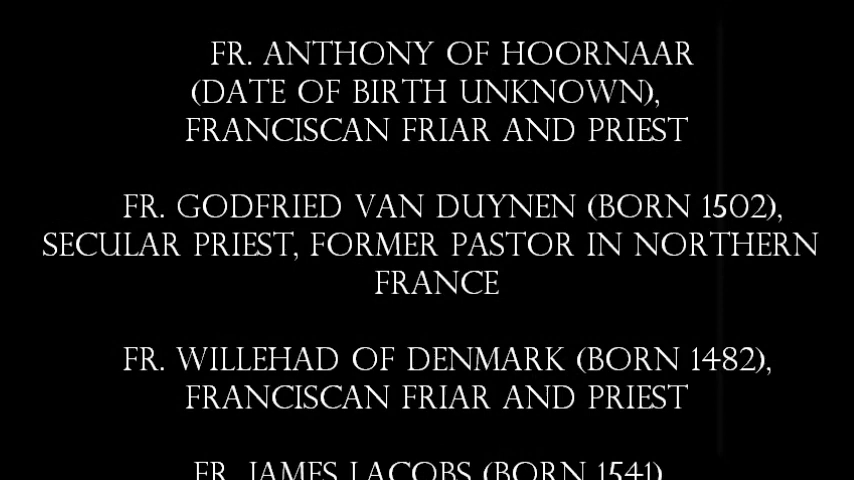 FR. ANTHONY OF HOORNAAR
(DATE OF BIRTH UNKNOWN),
FRANCISCAN FRIAR AND PRIEST
FR. GODFRIED VAN DUYNEN (BORN 1502),
SECULAR PRIEST, FORMER PASTOR IN NORTHERN
FRANCE
FR. WILLEHAD OF DENMARK (BORN 1482),
FRANCISCAN FRIAR AND PRIEST
FR. JAMES LACOBS (BORN 1541)